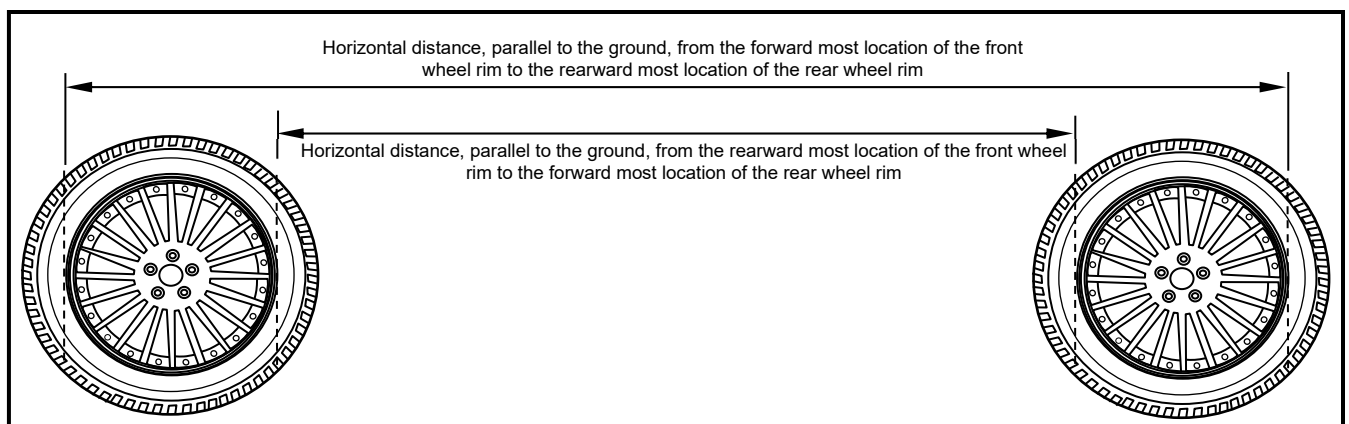 Horizontal distance, parallel to the ground, from the forward most location of the front
wheel rim to the rearward most location of the rear wheel rim
Horizontal distance, parallel to the ground, from the rearward most location of the front wheel
rim to the forward most location of the rear wheel rim